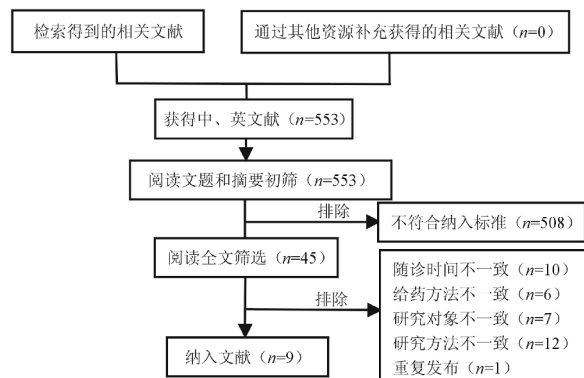 检索得到的相关文献
通过其他资源补充获得的相关文献（n=0）
获得中、英文献（n=553）
阅读文题和摘要初筛（n=553）
排除
不符合纳入标准（n=508）
阅读全文筛选（n=45）
排除
随诊时间不一致（n=10）
给药方法不一致（n=6）
研究对象不一致（n=7）
研究方法不一致（n=12）
重复发布（n=1）
纳入文献（n=9）